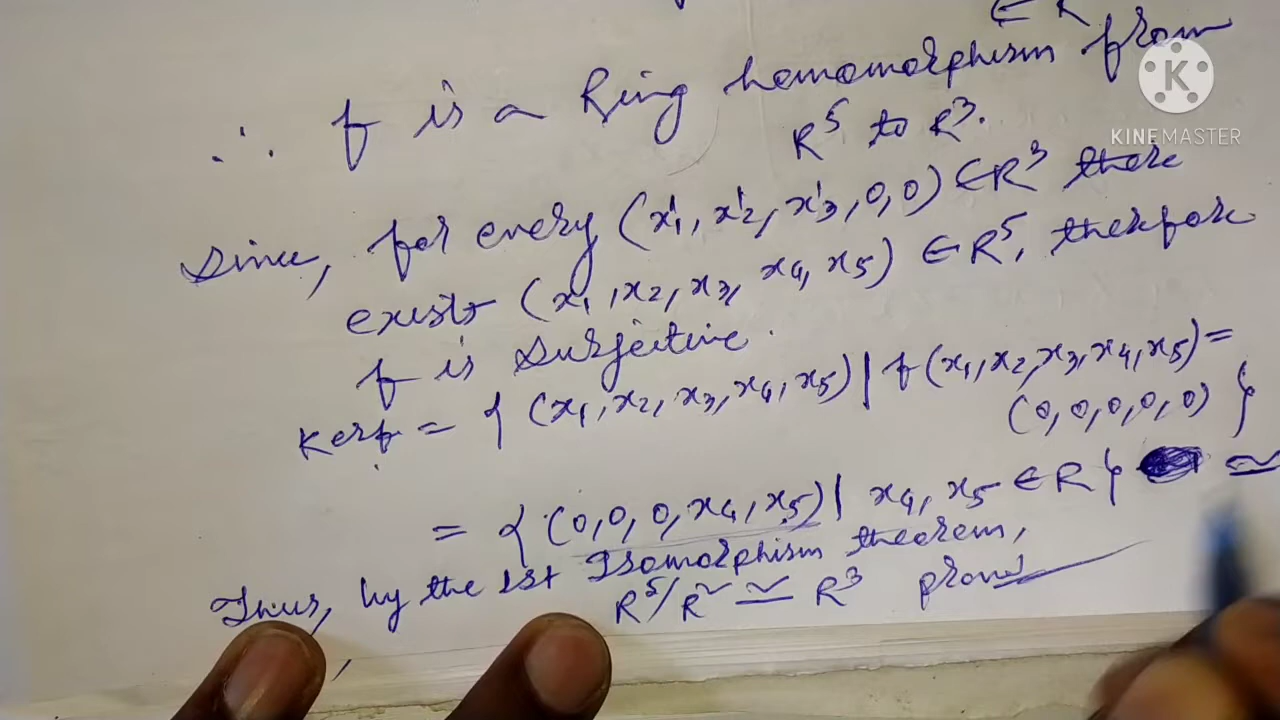 ∈ R
∴ f is a Ring homomorphism from
R⁵ to R³.
Since, for every (x'₁, x'₂, x'₃, 0, 0) ∈ R³ there
exists (x₁, x₂, x₃, x₄, x₅) ∈ R⁵, therefore
f is surjective.
Kerf = { (x₁, x₂, x₃, x₄, x₅) | f(x₁, x₂, x₃, x₄, x₅) =
(0, 0, 0, 0, 0) }
= { (0, 0, 0, x₄, x₅) | x₄, x₅ ∈ R } ≃
Thus, by the 1st Isomorphism theorem,
R⁵/R² ≃ R³ proved
K
KINEMASTER